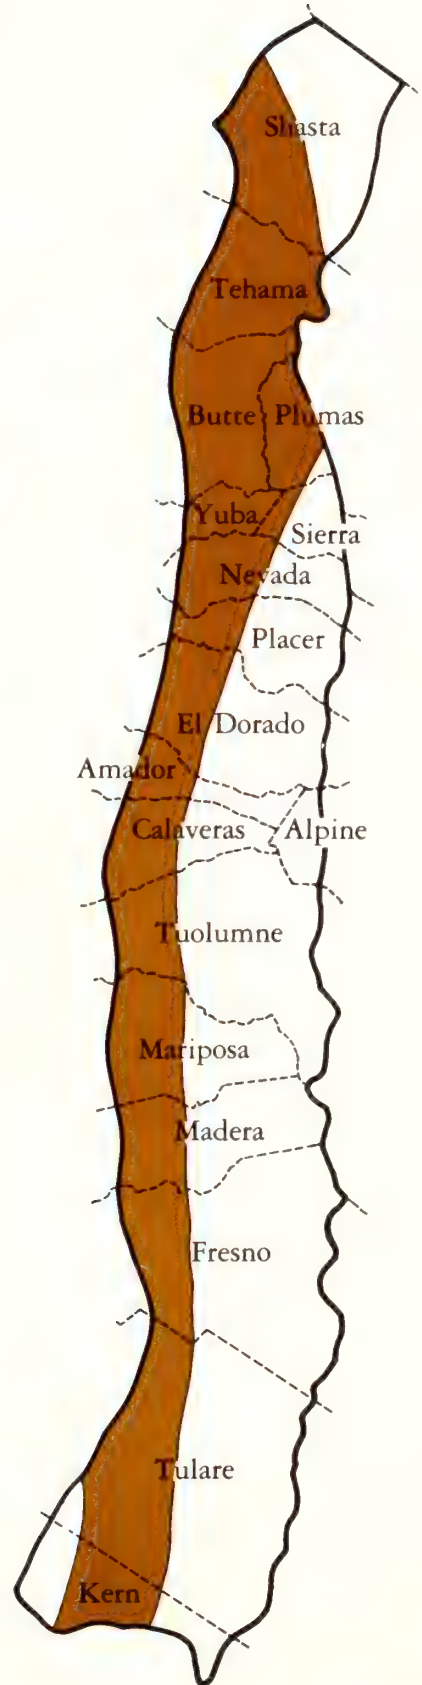 Shasta
Tehama
Butte
Plumas
Yuba
Sierra
Nevada
Placer
El Dorado
Amador
Calaveras
Alpine
Tuolumne
Mariposa
Madera
Fresno
Tulare
Kern